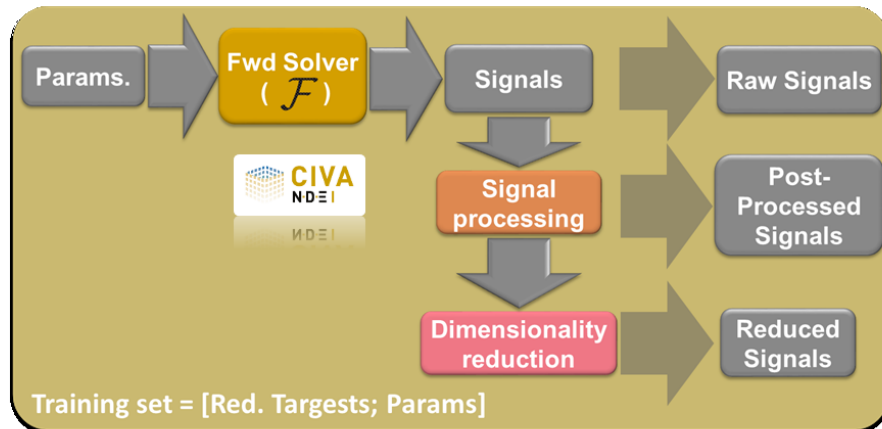 Params.
Fwd Solver
( ℱ )
Signals
Raw Signals
CIVA
N·D·E
Signal
processing
Post-
Processed
Signals
Dimensionality
reduction
Reduced
Signals
Training set = [Red. Targests; Params]